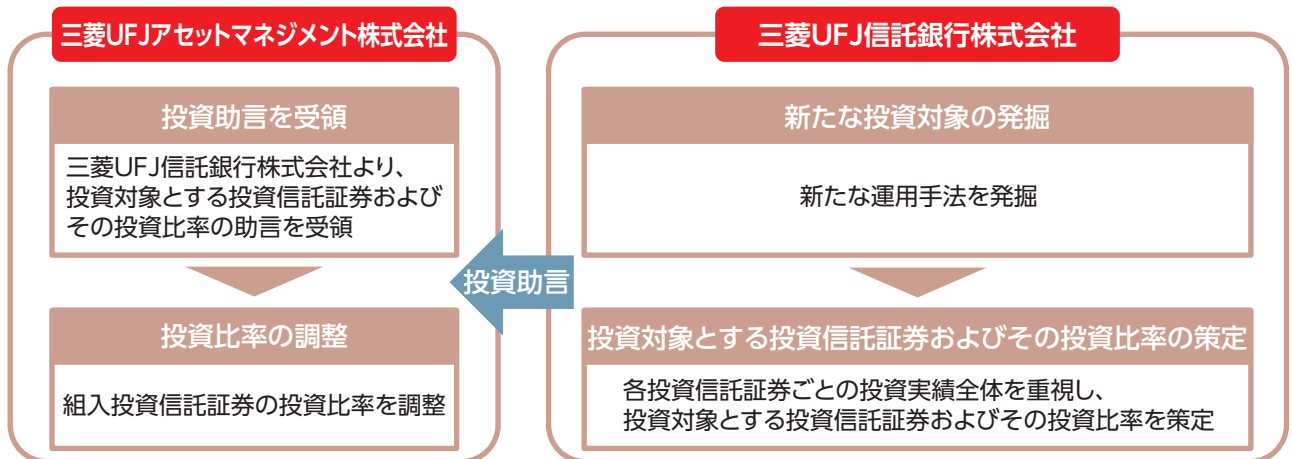 三菱UFJアセットマネジメント株式会社
投資助言を受領
三菱UFJ信託銀行株式会社より、
投資対象とする投資信託証券および
その投資比率の助言を受領
投資比率の調整
組入投資信託証券の投資比率を調整
投資助言
三菱UFJ信託銀行株式会社
新たな投資対象の発掘
新たな運用手法を発掘
投資対象とする投資信託証券およびその投資比率の策定
各投資信託証券ごとの投資実績全体を重視し、
投資対象とする投資信託証券およびその投資比率を策定